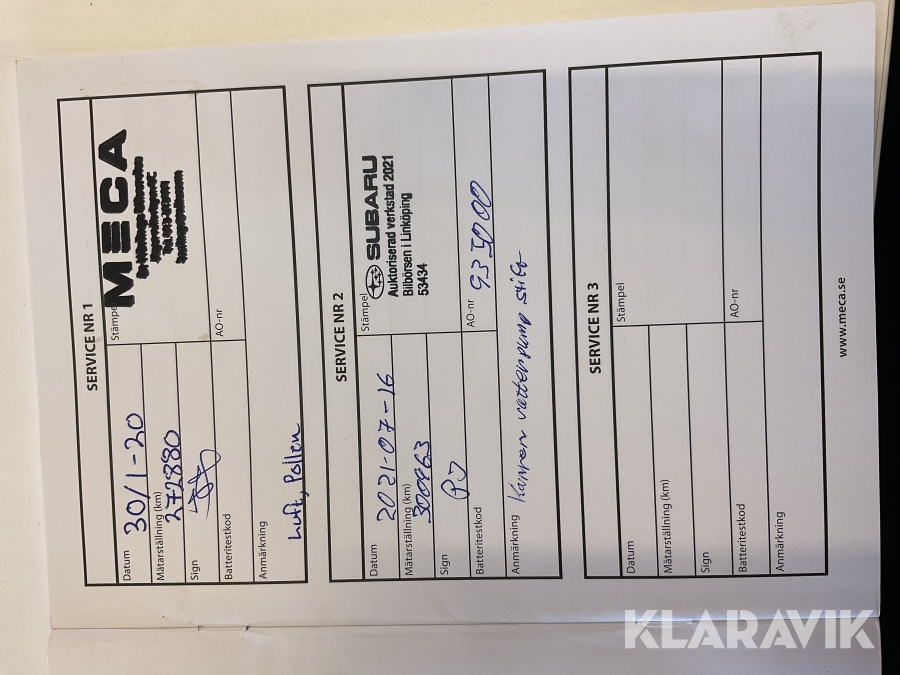 SERVICE NR 1
Datum 30/1-20
Stämpel
MECA
Mätarställning (km) 272880
Sign
Batteritestkod
AO-nr
Anmärkning
Luft, Pollen
SERVICE NR 2
Datum 2021-07-16
Stämpel
SUBARU
Auktoriserad verkstad 2021
Bilbörsen i Linköping
53434
Mätarställning (km) 300463
Sign PJ
Batteritestkod
AO-nr
Anmärkning
SERVICE NR 3
Datum
Stämpel
Mätarställning (km)
Sign
Batteritestkod
AO-nr
Anmärkning
www.meca.se
KLARAVIK